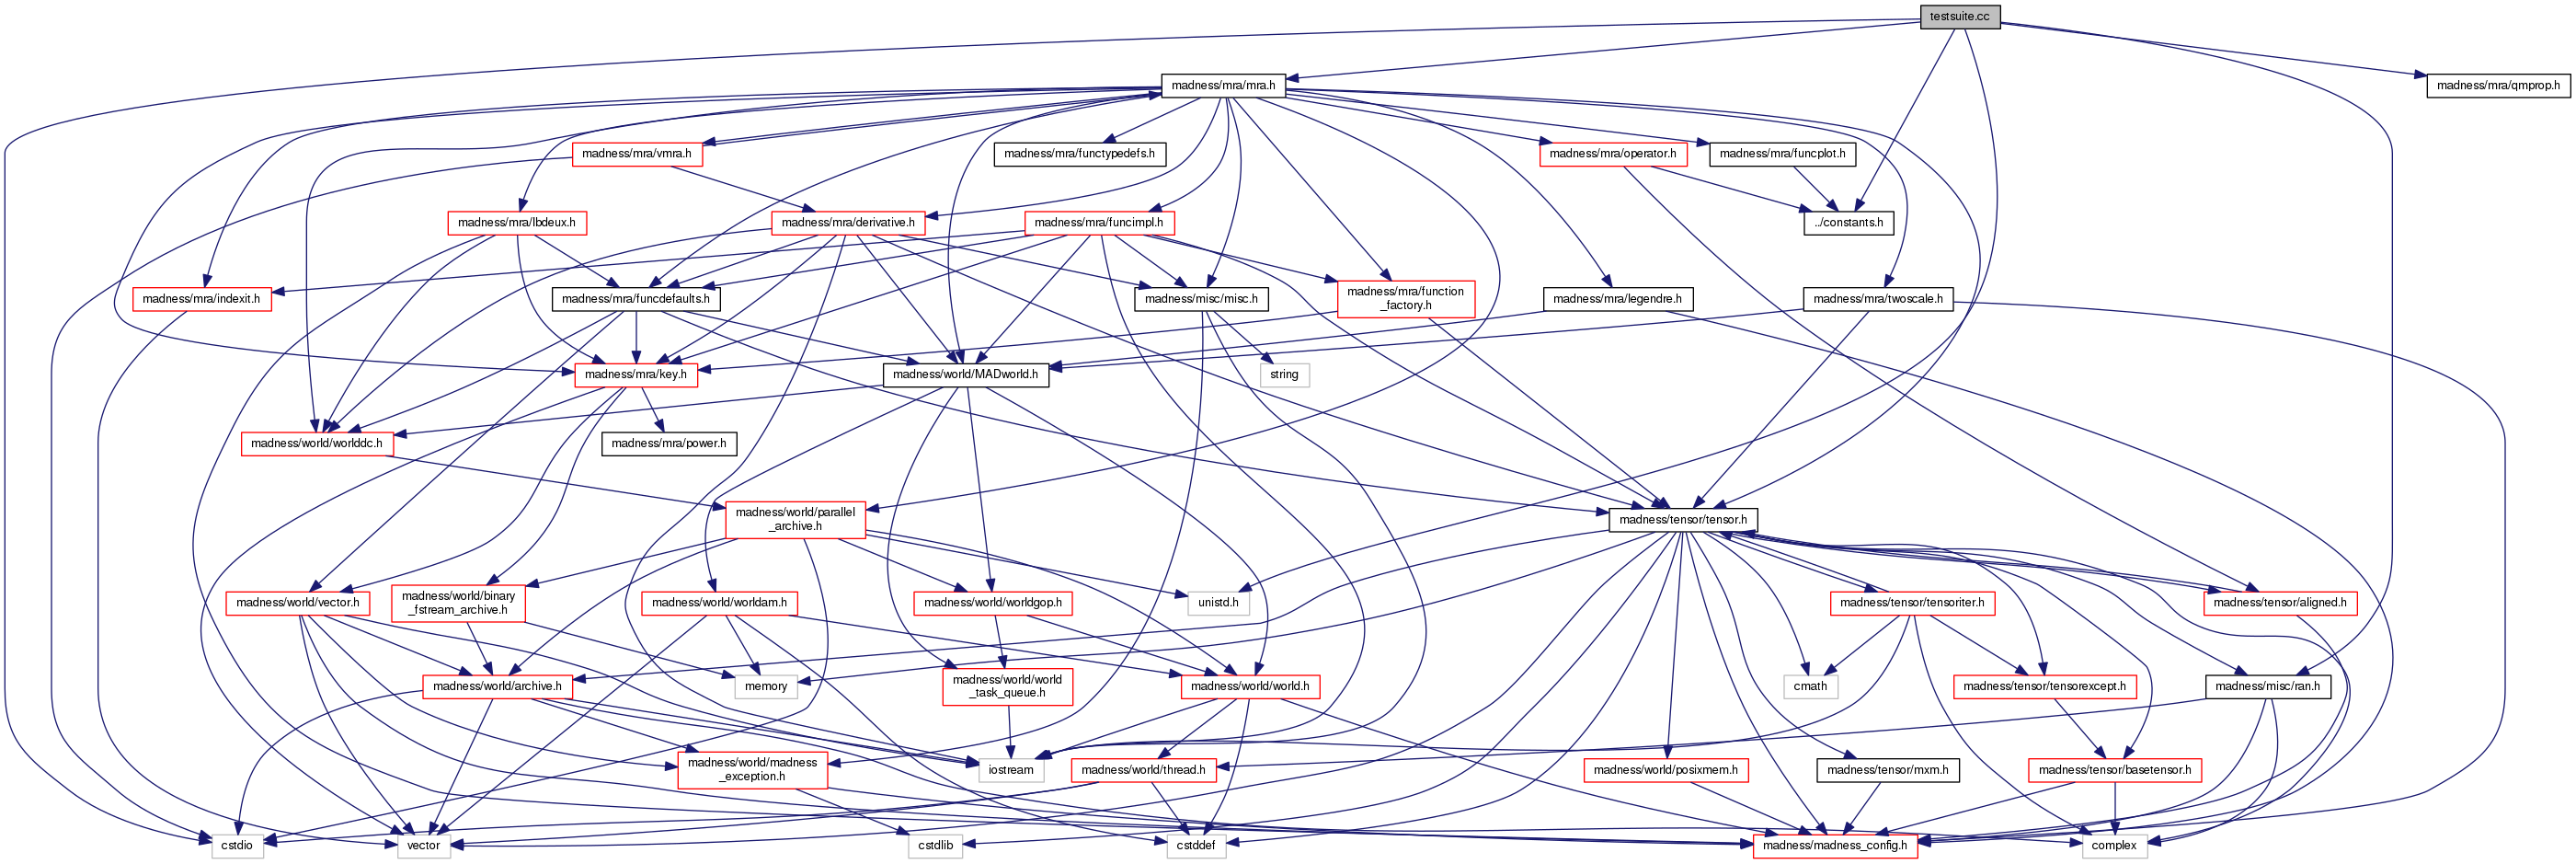 testsuite.cc
madness/mra/mra.h
madness/mra/qmprop.h
madness/mra/vmra.h
madness/mra/functypedefs.h
madness/mra/operator.h
madness/mra/funcplot.h
madness/mra/lbdeux.h
madness/mra/derivative.h
madness/mra/funcimpl.h
../constants.h
madness/mra/indexit.h
madness/mra/funcdefaults.h
madness/misc/misc.h
madness/mra/function
_factory.h
madness/mra/legendre.h
madness/mra/twoscale.h
madness/mra/key.h
madness/world/MADworld.h
string
madness/world/worlddc.h
madness/mra/power.h
madness/world/parallel
_archive.h
madness/tensor/tensor.h
madness/world/vector.h
madness/world/binary
_fstream_archive.h
madness/world/worldam.h
madness/world/worldgop.h
unistd.h
madness/tensor/tensoriter.h
madness/tensor/aligned.h
madness/world/archive.h
memory
madness/world/world
_task_queue.h
madness/world/world.h
cmath
madness/tensor/tensorexcept.h
madness/misc/ran.h
madness/world/madness
_exception.h
iostream
madness/world/thread.h
madness/world/posixmem.h
madness/tensor/mxm.h
madness/tensor/basetensor.h
cstdio
vector
cstdlib
cstddef
madness/madness_config.h
complex